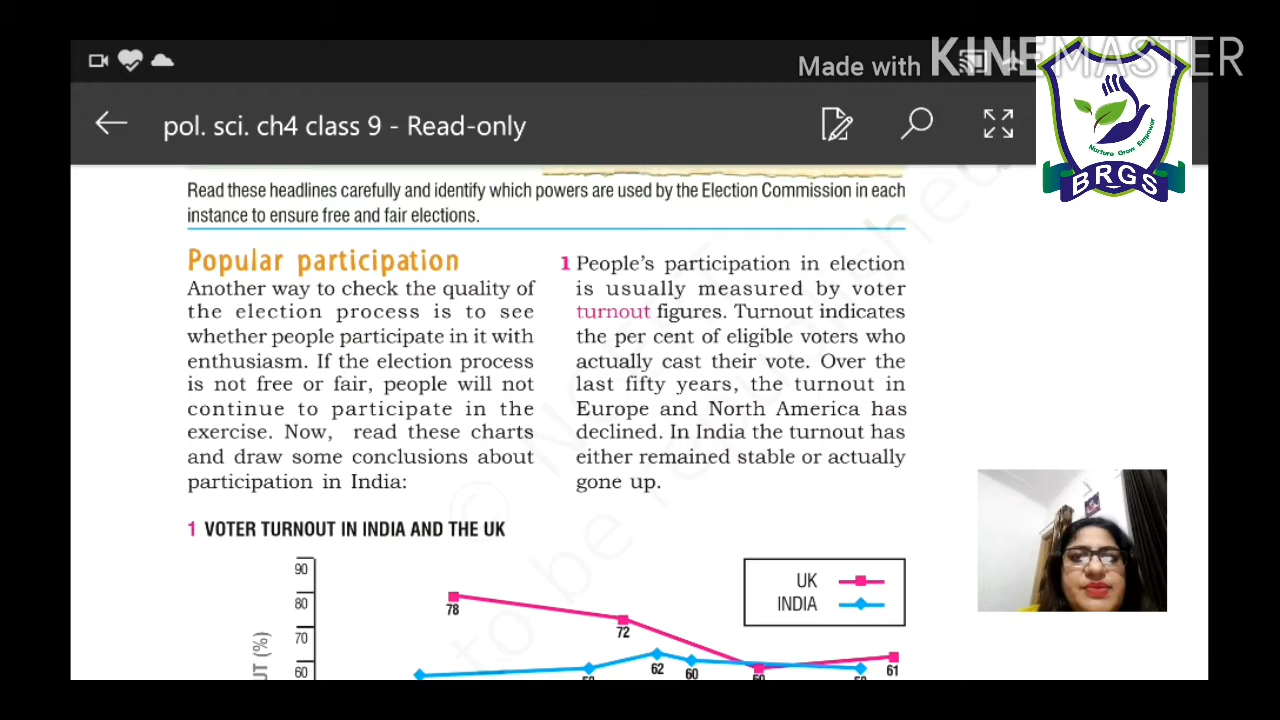 Made with KINEMASTER
pol. sci. ch4 class 9 - Read-only
Nurture Grow Empower
BRGS
Read these headlines carefully and identify which powers are used by the Election Commission in each
instance to ensure free and fair elections.
Popular participation
Another way to check the quality of
the election process is to see
whether people participate in it with
enthusiasm. If the election process
is not free or fair, people will not
continue to participate in the
exercise. Now, read these charts
and draw some conclusions about
participation in India:
1 People's participation in election
is usually measured by voter
turnout figures. Turnout indicates
the per cent of eligible voters who
actually cast their vote. Over the
last fifty years, the turnout in
Europe and North America has
declined. In India the turnout has
either remained stable or actually
gone up.
1 VOTER TURNOUT IN INDIA AND THE UK
90
80
70
60
UT (%)
UK
INDIA
78
72
62
60
61